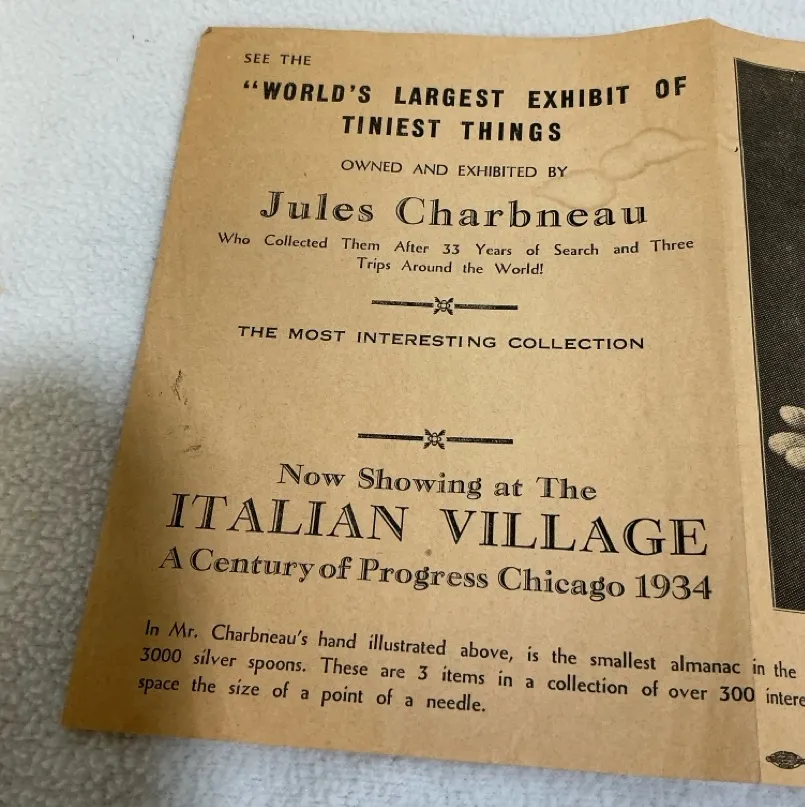 SEE THE
"WORLD'S LARGEST EXHIBIT OF
TINIEST THINGS
OWNED AND EXHIBITED BY
Jules Charbneau
Who Collected Them After 33 Years of Search and Three
Trips Around the World!
THE MOST INTERESTING COLLECTION
Now Showing at The
ITALIAN VILLAGE
A Century of Progress Chicago 1934
In Mr. Charbneau's hand illustrated above, is the smallest almanac in the
3000 silver spoons. These are 3 items in a collection of over 300
space the size of a point of a needle.